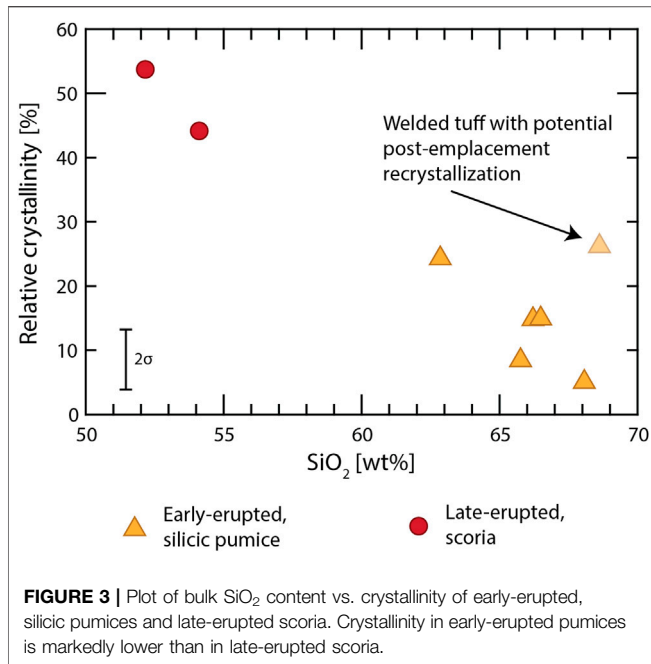 60
50
40
30
20
10
0
Relative crystallinity [%]
Welded tuff with potential
post-emplacement
recrystallization
2σ
50 55 60 65 70
SiO₂ [wt%]
Early-erupted,
silicic pumice
Late-erupted,
scoria
FIGURE 3 | Plot of bulk SiO₂ content vs. crystallinity of early-erupted,
silicic pumices and late-erupted scoria. Crystallinity in early-erupted pumices
is markedly lower than in late-erupted scoria.